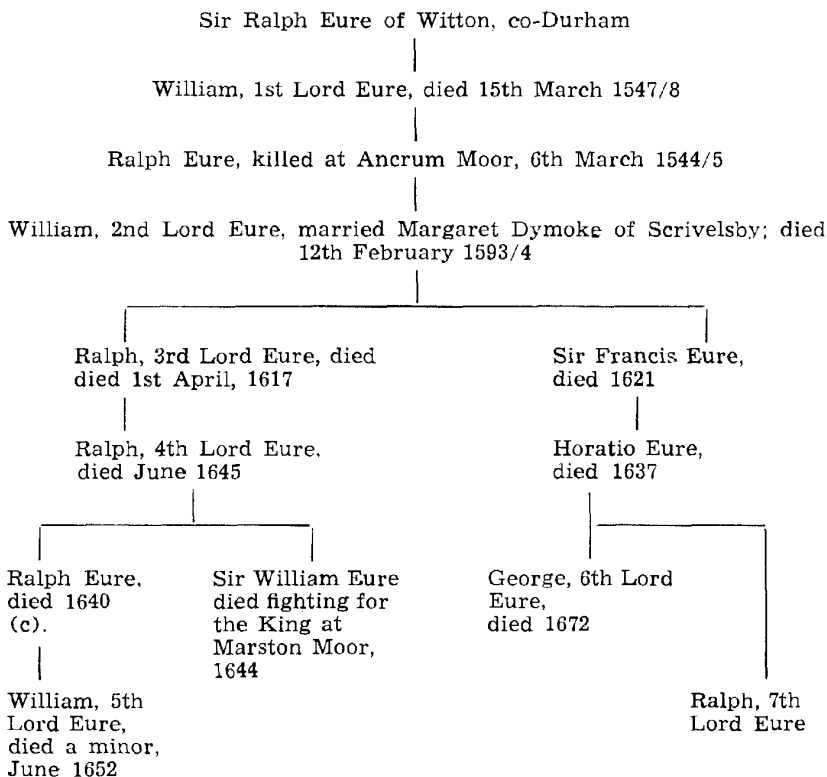 Sir Ralph Eure of Witton, co-Durham
William, 1st Lord Eure, died 15th March 1547/8
Ralph Eure, killed at Ancrum Moor, 6th March 1544/5
William, 2nd Lord Eure, married Margaret Dymoke of Scrivelsby; died
12th February 1593/4
Ralph, 3rd Lord Eure, died
died 1st April, 1617
Sir Francis Eure,
died 1621
Ralph, 4th Lord Eure,
died June 1645
Horatio Eure,
died 1637
Ralph Eure,
died 1640
(c).
Sir William Eure
died fighting for
the King at
Marston Moor,
1644
George, 6th Lord
Eure,
died 1672
William, 5th
Lord Eure,
died a minor,
June 1652
Ralph, 7th
Lord Eure